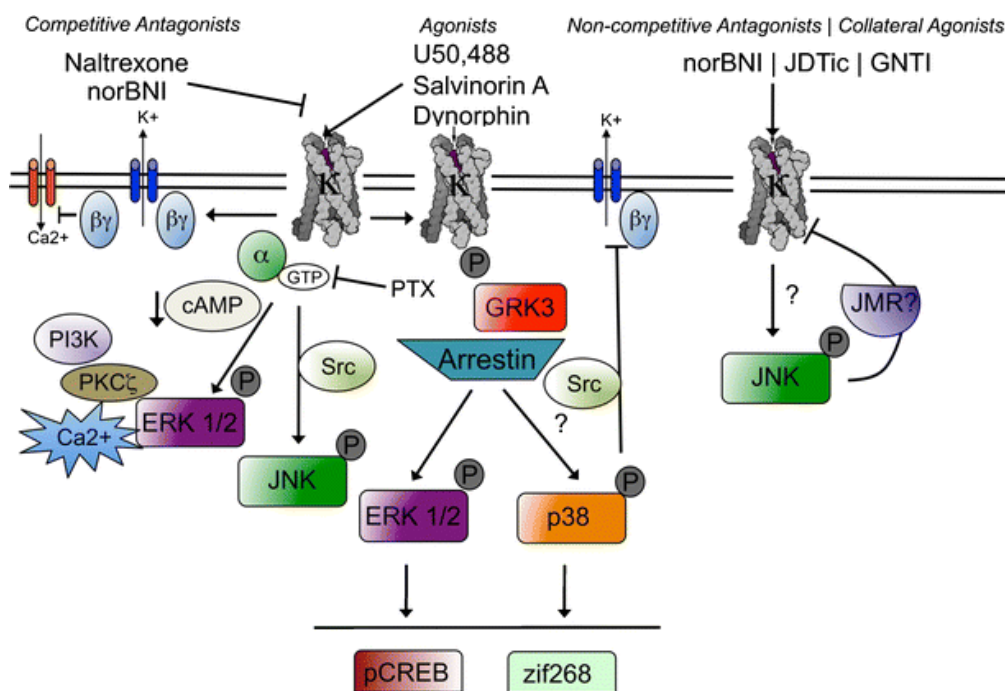 Competitive Antagonists
Agonists
Non-competitive Antagonists | Collateral Agonists
Naltrexone
norBNI
U50,488
Salvinorin A
Dynorphin
norBNI | JDTic | GNTI
K+
K+
Κ
Κ
Κ
Ca2+
βγ
βγ
βγ
α
GTP
PTX
P
GRK3
Arrestin
cAMP
PI3K
PKCζ
Ca2+
P
ERK 1/2
Src
P
JNK
Src
?
P
ERK 1/2
P
p38
?
JMR?
P
JNK
pCREB
zif268